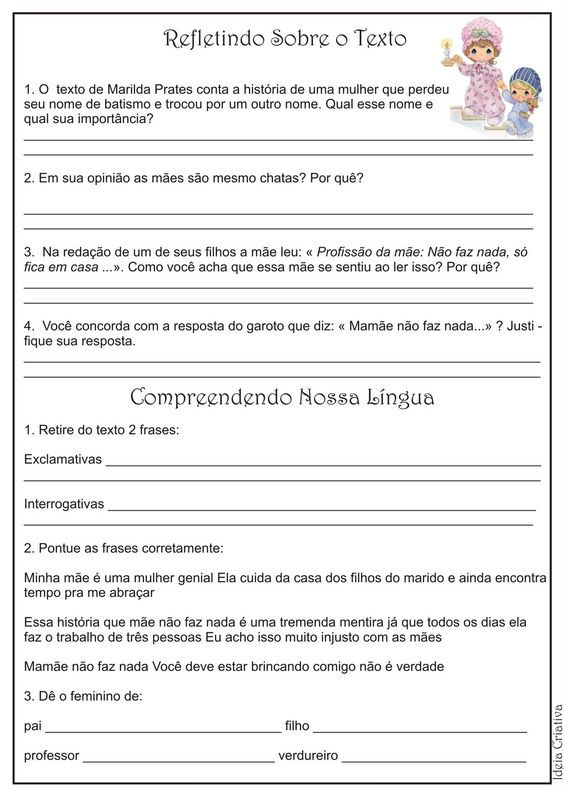 Refletindo Sobre o Texto
1. O texto de Marilda Prates conta a história de uma mulher que perdeu
seu nome de batismo e trocou por um outro nome. Qual esse nome e
qual sua importância?
2. Em sua opinião as mães são mesmo chatas? Por quê?
3. Na redação de um de seus filhos a mãe leu: « Profissão da mãe: Não faz nada, só
fica em casa ...». Como você acha que essa mãe se sentiu ao ler isso? Por quê?
4. Você concorda com a resposta do garoto que diz: « Mamãe não faz nada...» ? Justi -
fique sua resposta.
Compreendendo Nossa Língua
1. Retire do texto 2 frases:
Exclamativas
Interrogativas
2. Pontue as frases corretamente:
Minha mãe é uma mulher genial Ela cuida da casa dos filhos do marido e ainda encontra
tempo pra me abraçar
Essa história que mãe não faz nada é uma tremenda mentira já que todos os dias ela
faz o trabalho de três pessoas Eu acho isso muito injusto com as mães
Mamãe não faz nada Você deve estar brincando comigo não é verdade
3. Dê o feminino de:
pai filho
professor verdureiro
Ideia Criativa